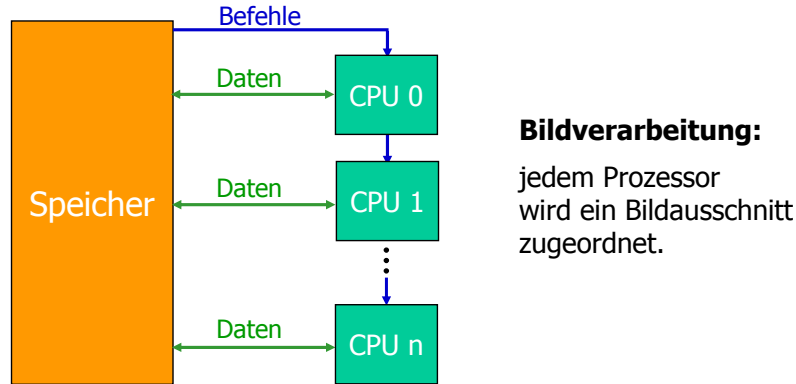 Befehle
Daten
CPU 0
Bildverarbeitung:
jedem Prozessor
wird ein Bildausschnitt
zugeordnet.
Speicher
Daten
CPU 1
Daten
CPU n